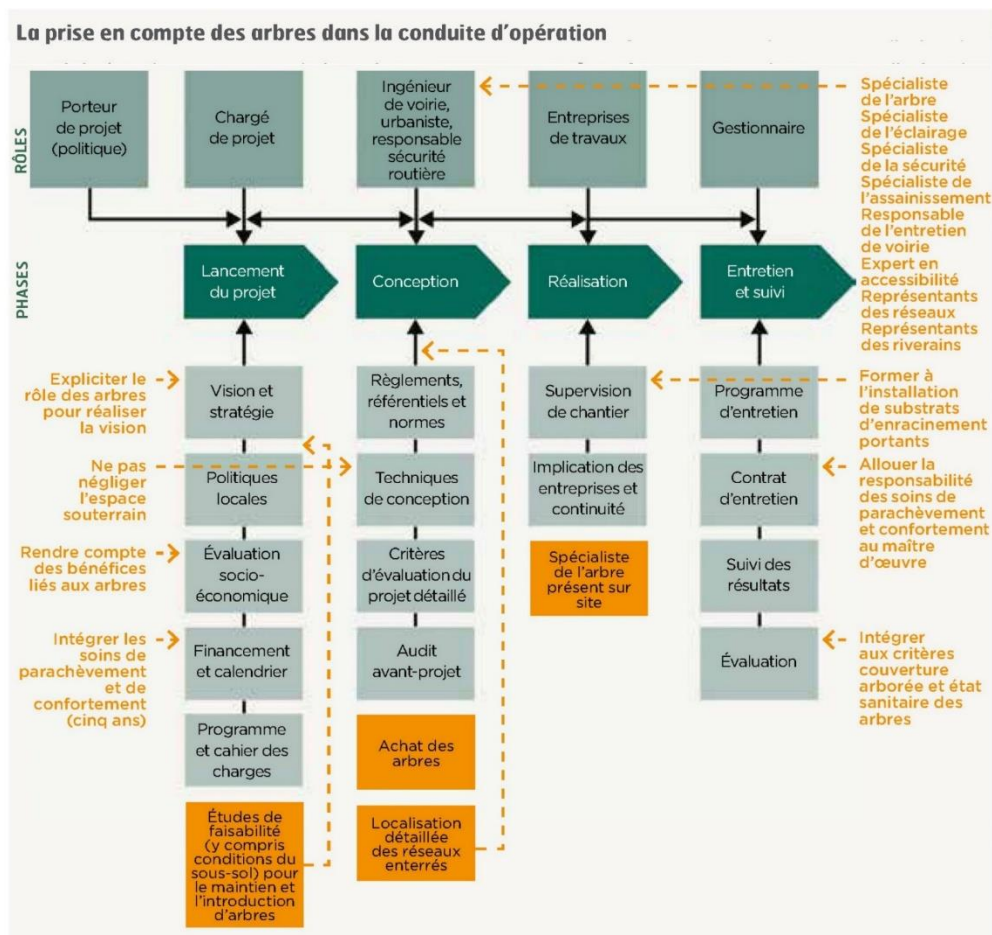 La prise en compte des arbres dans la conduite d'opération
RÔLES
Porteur
de projet
(politique)
Chargé
de projet
Ingénieur
de voirie,
urbaniste,
responsable
sécurité
routière
Entreprises
de travaux
Gestionnaire
Spécialiste
de l'arbre
Spécialiste
de l'éclairage
Spécialiste
de la sécurité
Spécialiste de
l'assainissement
Responsable
de l'entretien
de voirie
Expert en
accessibilité
Représentants
des réseaux
Représentants
des riverains
PHASES
Lancement
du projet
Conception
Réalisation
Entretien
et suivi
Expliciter le
rôle des arbres
pour réaliser
la vision
Ne pas
négliger
l'espace
souterrain
Rendre compte
des bénéfices
liés aux arbres
Intégrer les
soins de
parachèvement
et de
confortement
(cinq ans)
Vision et
stratégie
Politiques
locales
Évaluation
socio-
économique
Financement
et calendrier
Programme
et cahier des
charges
Études de
faisabilité
(y compris
conditions du
sous-sol) pour
le maintien et
l'introduction
d'arbres
Règlements,
référentiels et
normes
Techniques
de conception
Critères
d'évaluation du
projet détaillé
Audit
avant-projet
Achat des
arbres
Localisation
détaillée
des réseaux
enterrés
Supervision
de chantier
Implication des
entreprises et
continuité
Spécialiste
de l'arbre
présent sur
site
Programme
d'entretien
Contrat
d'entretien
Suivi des
résultats
Évaluation
Former à
l'installation
de substrats
d'enracinement
portants
Allouer la
responsabilité
des soins de
parachèvement
et confortement
au maître
d'œuvre
Intégrer
aux critères
couverture
arborée et état
sanitaire des
arbres